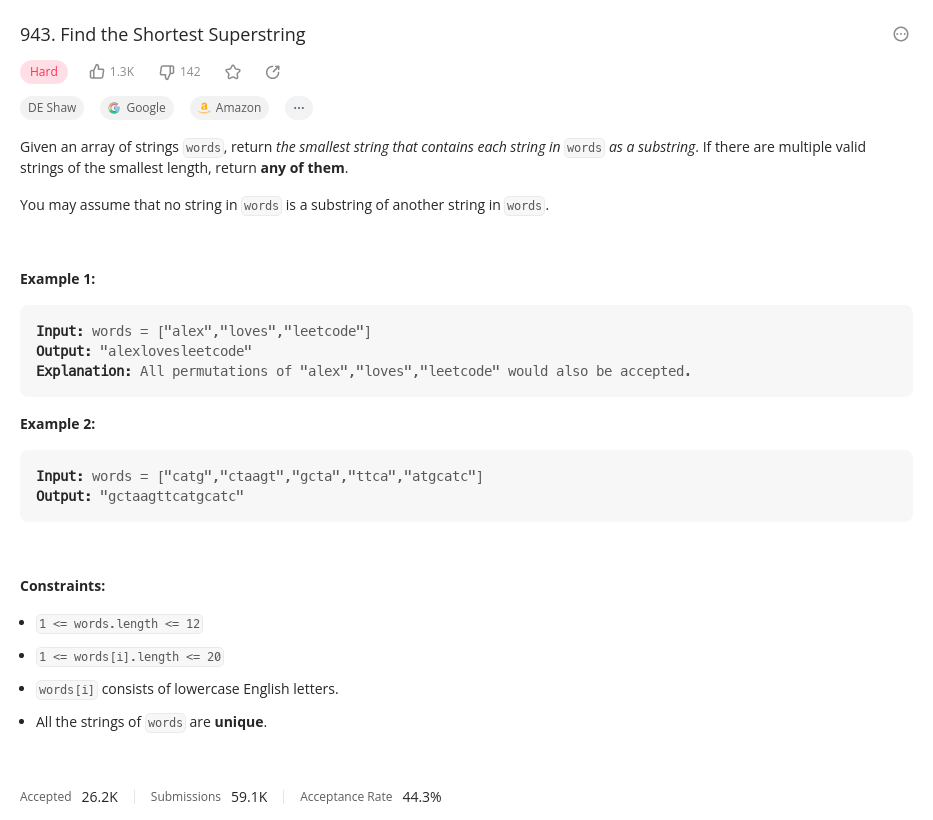 943. Find the Shortest Superstring
Hard 1.3K 142
DE Shaw Google Amazon ...
Given an array of strings words, return the smallest string that contains each string in words as a substring. If there are multiple valid
strings of the smallest length, return any of them.
You may assume that no string in words is a substring of another string in words.
Example 1:
Input: words = ["alex","loves","leetcode"]
Output: "alexlovesleetcode"
Explanation: All permutations of "alex","loves","leetcode" would also be accepted.
Example 2:
Input: words = ["catg","ctaagt","gcta","ttca","atgcatc"]
Output: "gctaagttcatgcatc"
Constraints:
• 1 <= words.length <= 12
• 1 <= words[i].length <= 20
• words[i] consists of lowercase English letters.
• All the strings of words are unique.
Accepted 26.2K Submissions 59.1K Acceptance Rate 44.3%